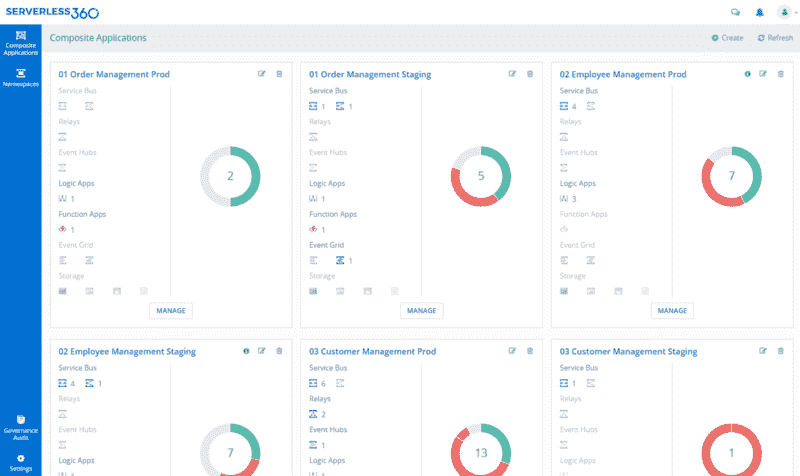 SERVERLESS360
Composite Applications
Namespaces
Governance Audit
Settings
Composite Applications
Create
Refresh
01 Order Management Prod
Service Bus
Relays
Event Hubs
Logic Apps
1
Function Apps
1
Event Grid
Storage
2
MANAGE
01 Order Management Staging
Service Bus
1 1
Relays
Event Hubs
Logic Apps
1
Function Apps
1
Event Grid
1
Storage
5
MANAGE
02 Employee Management Prod
Service Bus
4
Relays
Event Hubs
Logic Apps
3
Function Apps
Event Grid
Storage
7
MANAGE
02 Employee Management Staging
Service Bus
4 1
Relays
Event Hubs
Logic Apps
7
03 Customer Management Prod
Service Bus
6
Relays
2
Event Hubs
1
Logic Apps
13
03 Customer Management Staging
Service Bus
1
Relays
Event Hubs
Logic Apps
1